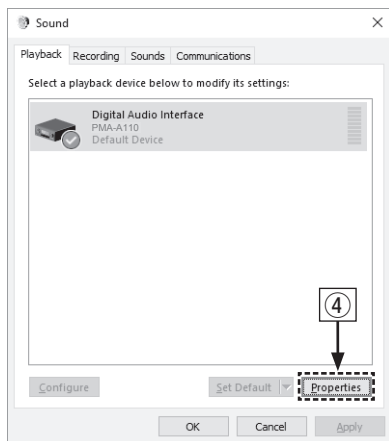 Sound
Playback Recording Sounds Communications
Select a playback device below to modify its settings:
Digital Audio Interface
PMA-A110
Default Device
④
Configure Set Default Properties
OK Cancel Apply